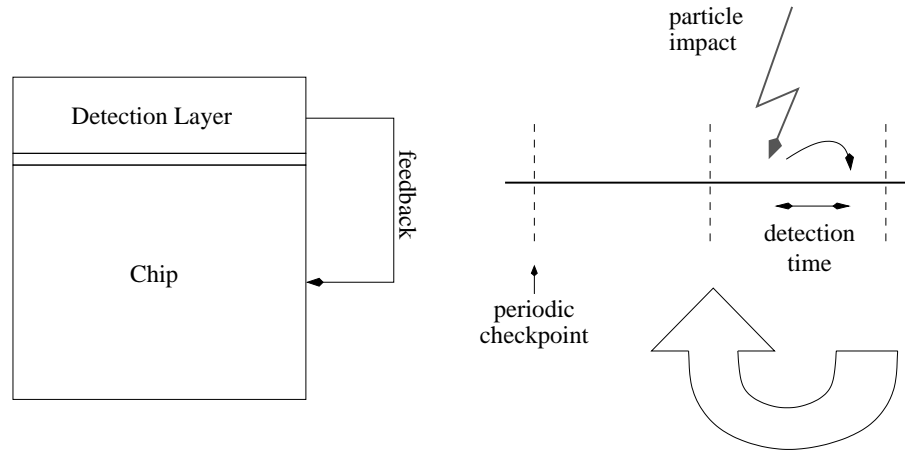 Detection Layer
feedback
Chip
particle
impact
detection
time
periodic
checkpoint